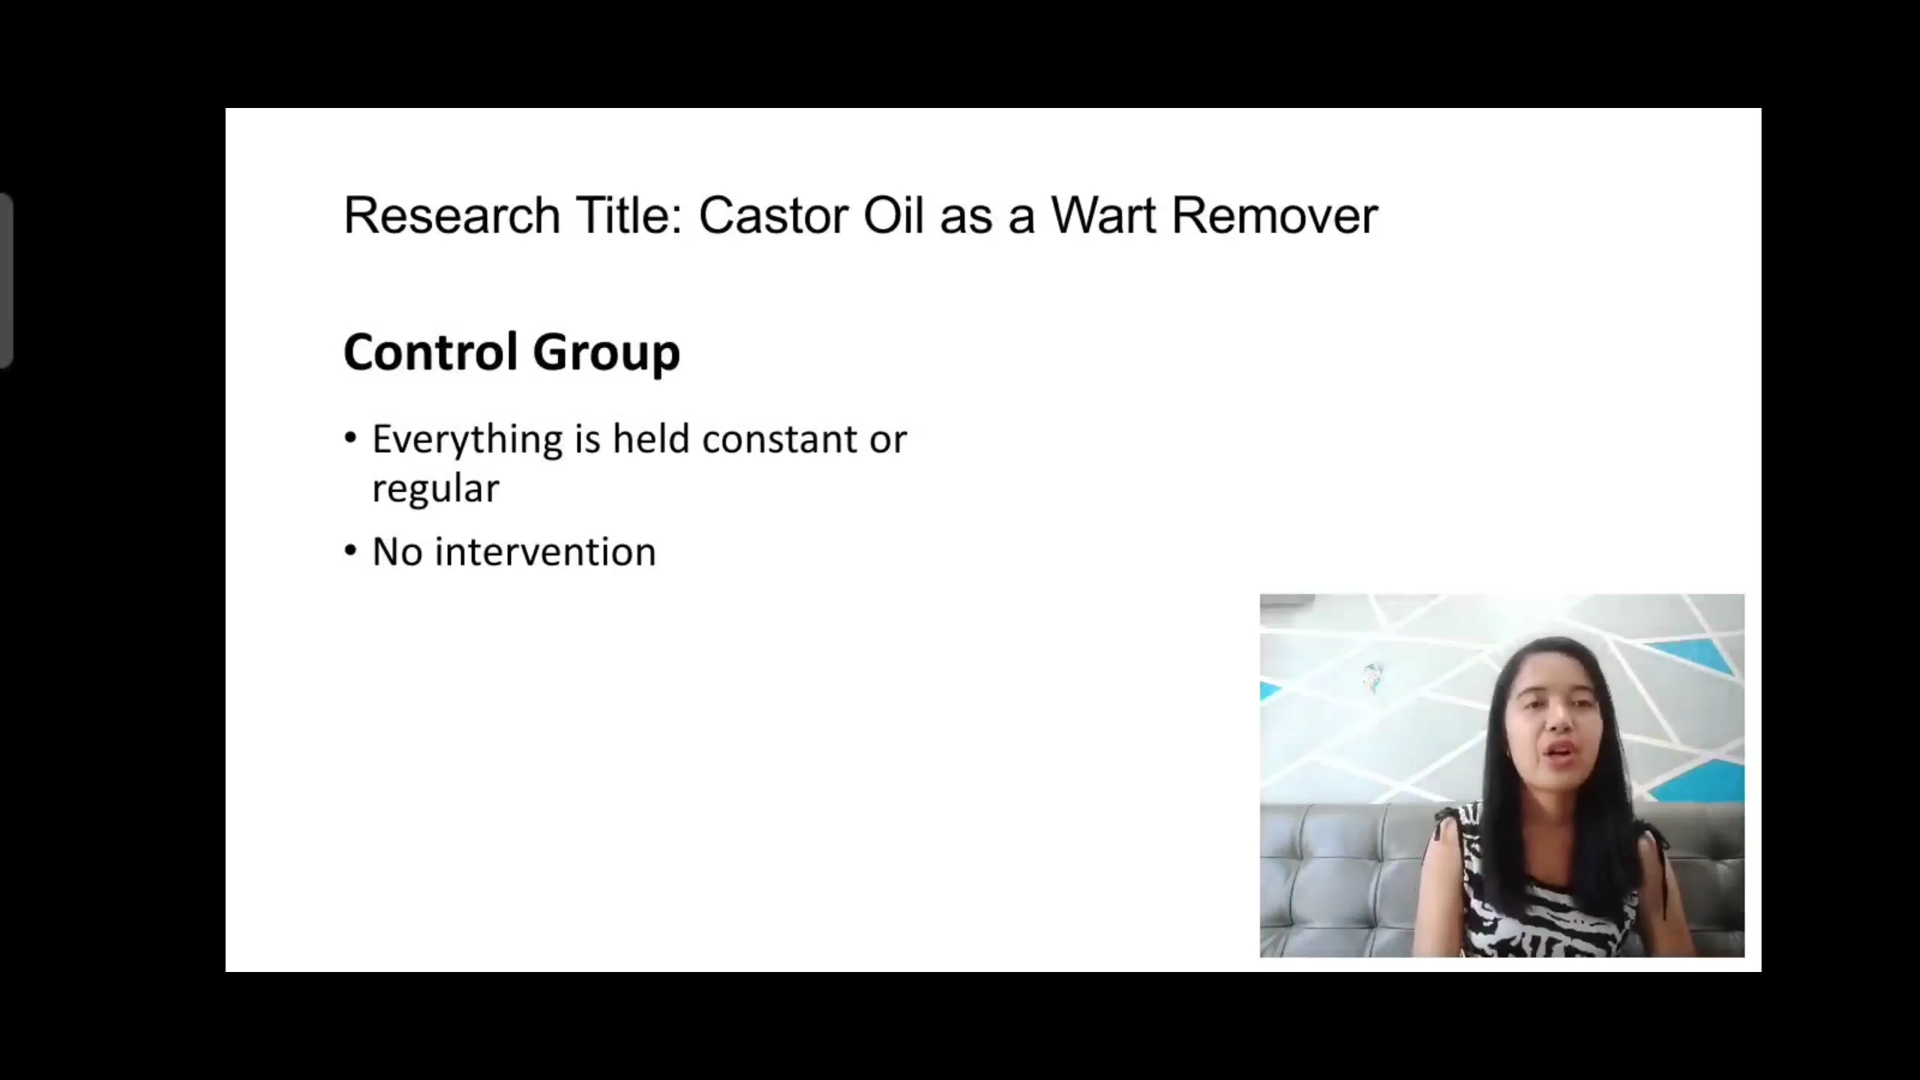 Research Title: Castor Oil as a Wart Remover
Control Group
• Everything is held constant or
regular
• No intervention